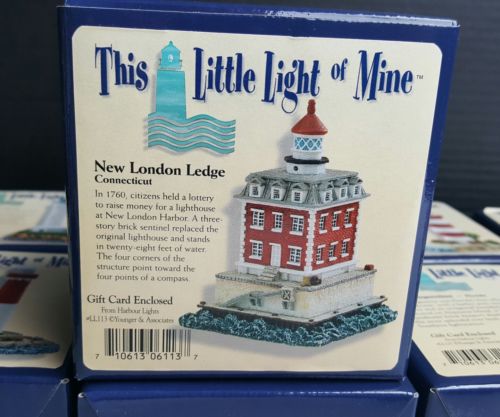 This Little Light of Mine™
New London Ledge
Connecticut
In 1760, citizens held a lottery
to raise money for a lighthouse
at New London Harbor. A three-
story brick sentinel replaced the
original lighthouse and stands
in twenty-eight feet of water.
The four corners of the
structure point toward the
four points of a compass.
Gift Card Enclosed
From Harbour Lights
#LL113 ©Younger & Associates
7 10613 06113 7
Gift Card Enclosed